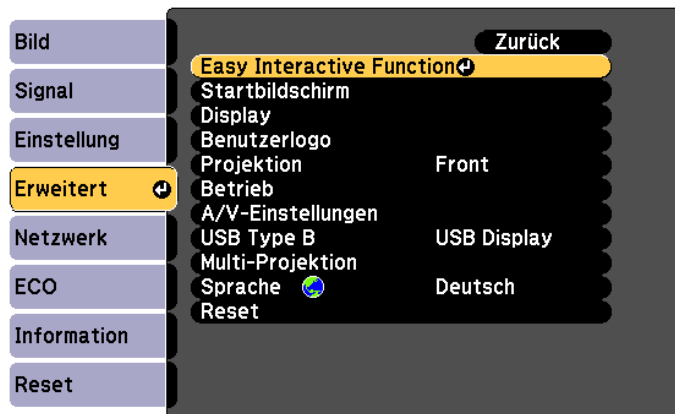 Bild
Signal
Einstellung
Erweitert
Netzwerk
ECO
Information
Reset
Zurück
Easy Interactive Function
Startbildschirm
Display
Benutzerlogo
Projektion Front
Betrieb
A/V-Einstellungen
USB Type B USB Display
Multi-Projektion
Sprache Deutsch
Reset